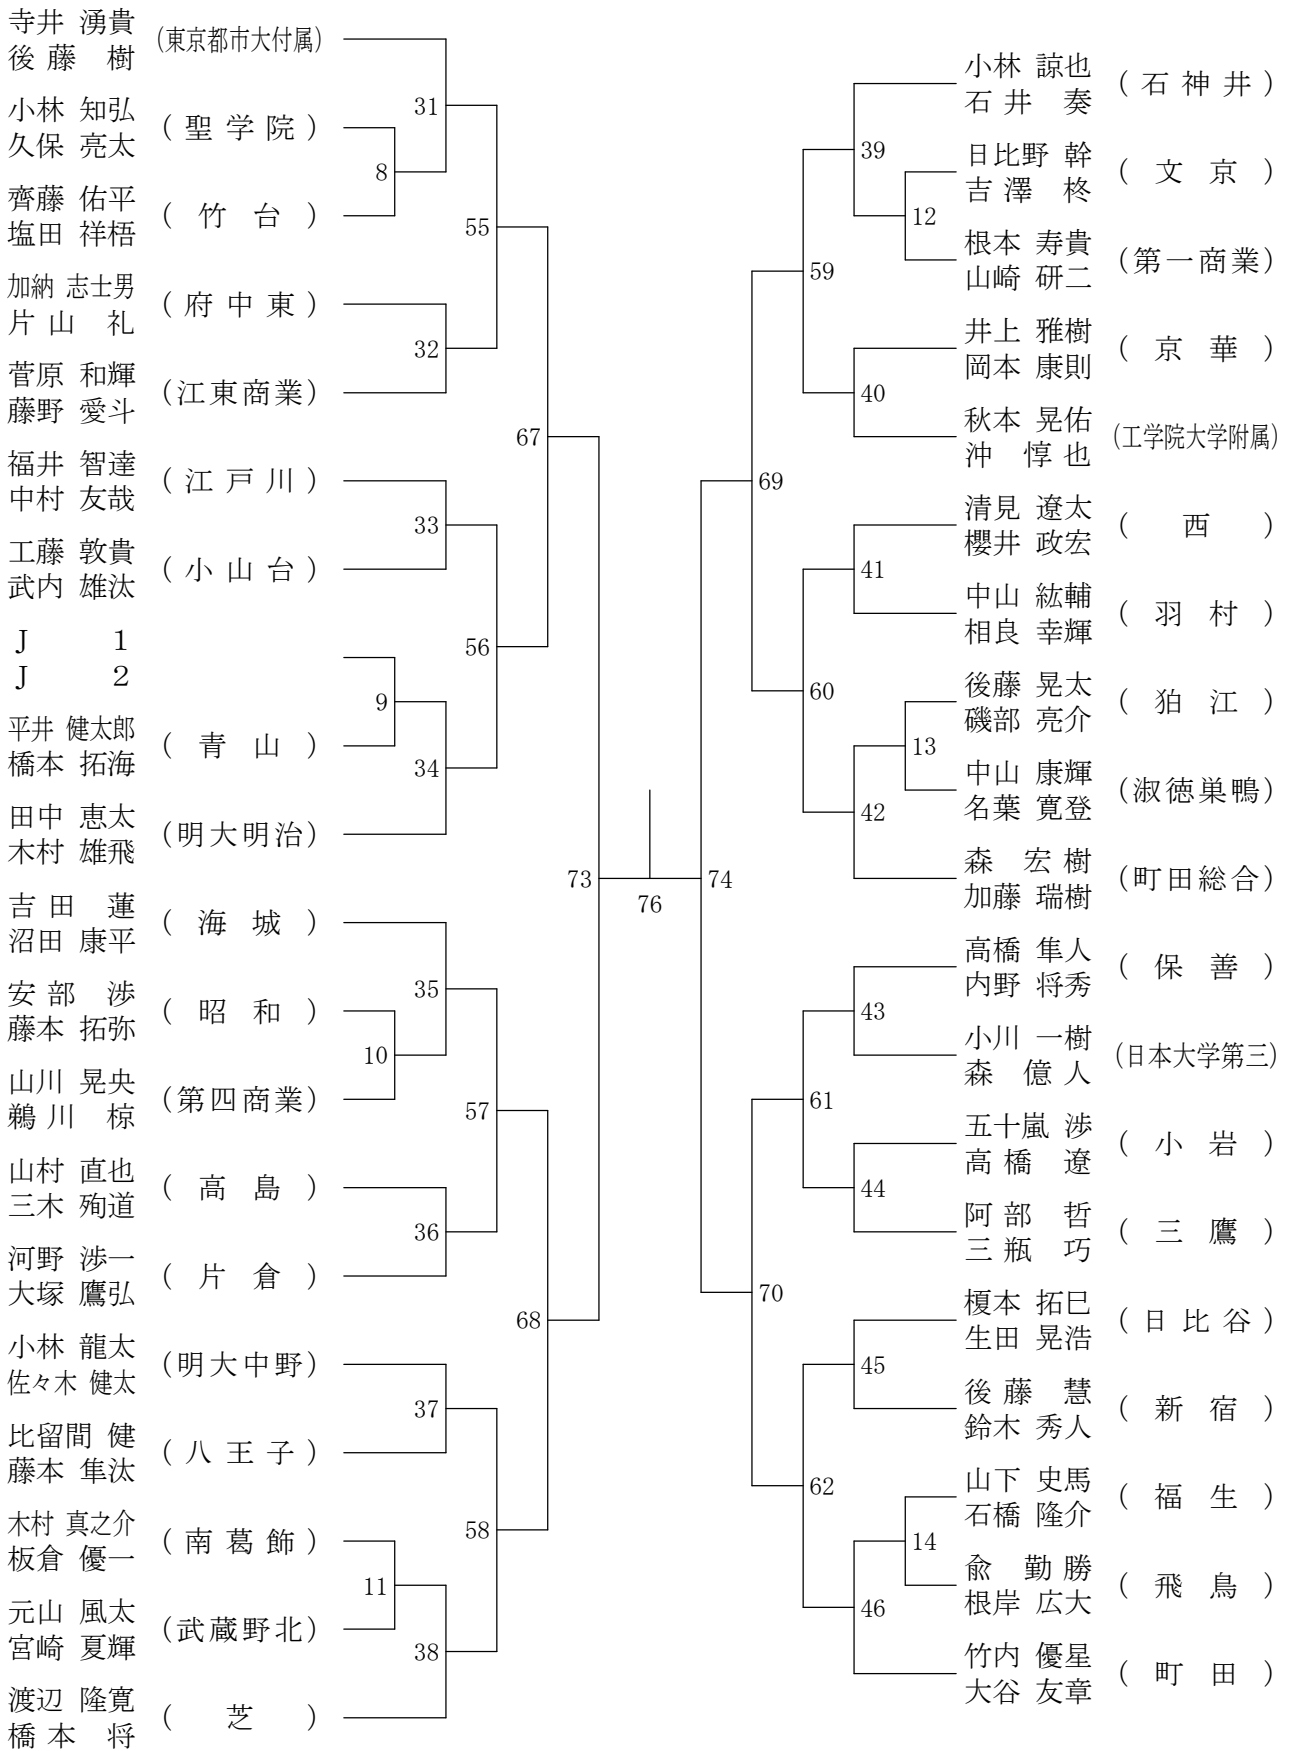 寺井 湧貴
後藤 樹 (東京都市大付属)
小林 知弘
久保 亮太 (聖学院)
齊藤 佑平
塩田 祥梧 (竹台)
加納 志士男
片山 礼 (府中東)
菅原 和輝
藤野 愛斗 (江東商業)
福井 智達
中村 友哉 (江戸川)
工藤 敦貴
武内 雄汰 (小山台)
J 1
J 2
平井 健太郎
橋本 拓海 (青山)
田中 恵太
木村 雄飛 (明大明治)
吉田 蓮
沼田 康平 (海城)
安部 渉
藤本 拓弥 (昭和)
山川 晃央
鵜川 椋 (第四商業)
山村 直也
三木 殉道 (高島)
河野 渉一
大塚 鷹弘 (片倉)
小林 龍太
佐々木 健太 (明大中野)
比留間 健
藤本 隼汰 (八王子)
木村 真之介
板倉 優一 (南葛飾)
元山 風太
宮崎 夏輝 (武蔵野北)
渡辺 隆寛
橋本 将 (芝)
31
8
55
32
67
33
56
9
34
73
35
10
57
36
68
37
58
11
38
76
74
39
12
59
40
69
41
60
13
42
43
61
44
70
45
62
14
46
小林 諒也
石井 奏 (石神井)
日比野 幹
吉澤 柊 (文京)
根本 寿貴
山崎 研二 (第一商業)
井上 雅樹
岡本 康則 (京華)
秋本 晃佑
沖 惇也 (工学院大学附属)
清見 遼太
櫻井 政宏 (西)
中山 紘輔
相良 幸輝 (羽村)
後藤 晃太
磯部 亮介 (狛江)
中山 康輝
名葉 寛登 (淑徳巣鴨)
森 宏樹
加藤 瑞樹 (町田総合)
高橋 隼人
内野 将秀 (保善)
小川 一樹
森 億人 (日本大学第三)
五十嵐 渉
高橋 遼 (小岩)
阿部 哲
三瓶 巧 (三鷹)
榎本 拓巳
生田 晃浩 (日比谷)
後藤 慧
鈴木 秀人 (新宿)
山下 史馬
石橋 隆介 (福生)
兪 勤勝
根岸 広大 (飛鳥)
竹内 優星
大谷 友章 (町田)